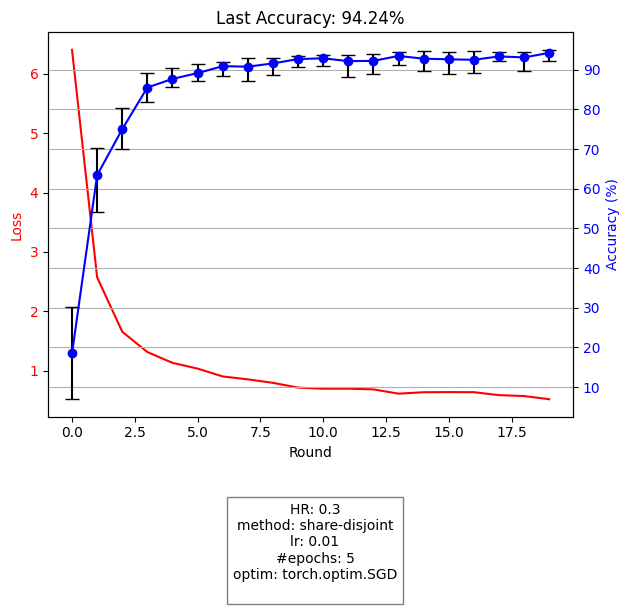 Last Accuracy: 94.24%
6
5
4
3
2
1
Loss
90
80
70
60
50
40
30
20
10
Accuracy (%)
0.0 2.5 5.0 7.5 10.0 12.5 15.0 17.5
Round
HR: 0.3
method: share-disjoint
lr: 0.01
#epochs: 5
optim: torch.optim.SGD